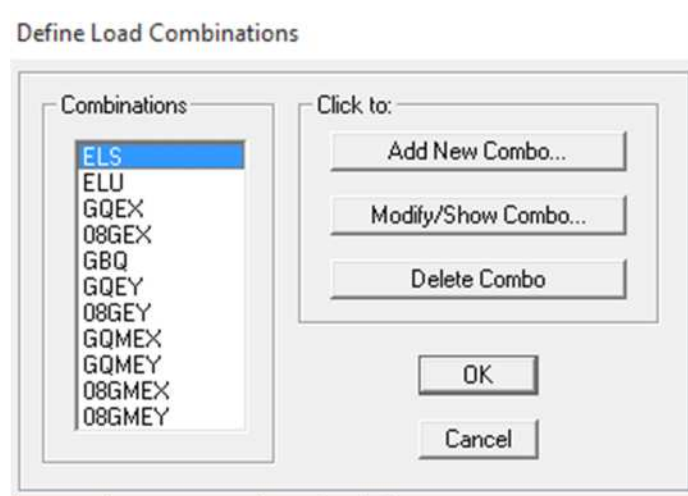 Define Load Combinations
Combinations
ELS
ELU
GQEX
08GEX
GBQ
GQEY
08GEY
GQMEX
GQMEY
08GMEX
08GMEY
Click to:
Add New Combo...
Modify/Show Combo...
Delete Combo
OK
Cancel